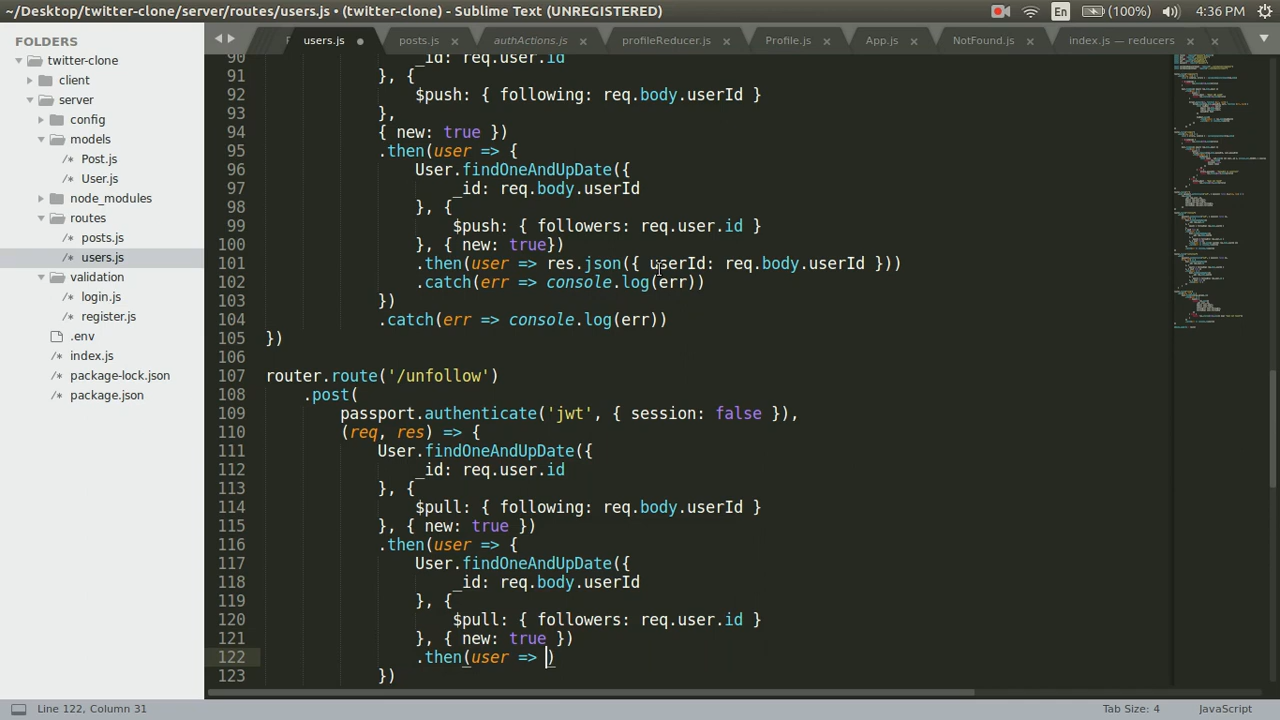 ~/Desktop/twitter-clone/server/routes/users.js • (twitter-clone) - Sublime Text (UNREGISTERED)
En (100%) 4:36 PM
FOLDERS
twitter-clone
client
server
config
models
/* Post.js
/* User.js
node_modules
routes
/* posts.js
/* users.js
validation
/* login.js
/* register.js
.env
/* index.js
/* package-lock.json
/* package.json
users.js posts.js authActions.js profileReducer.js Profile.js App.js NotFound.js index.js — reducers
90 _id: req.user.id
91 }, {
92 $push: { following: req.body.userId }
93 },
94 { new: true })
95 .then(user => {
96 User.findOneAndUpDate({
97 _id: req.body.userId
98 }, {
99 $push: { followers: req.user.id }
100 }, { new: true})
101 .then(user => res.json({ userId: req.body.userId }))
102 .catch(err => console.log(err))
103 })
104 .catch(err => console.log(err))
105 })
106
107 router.route('/unfollow')
108 .post(
109 passport.authenticate('jwt', { session: false }),
110 (req, res) => {
111 User.findOneAndUpDate({
112 _id: req.user.id
113 }, {
114 $pull: { following: req.body.userId }
115 }, { new: true })
116 .then(user => {
117 User.findOneAndUpDate({
118 _id: req.body.userId
119 }, {
120 $pull: { followers: req.user.id }
121 }, { new: true })
122 .then(user => )
123 })
Line 122, Column 31 Tab Size: 4 JavaScript